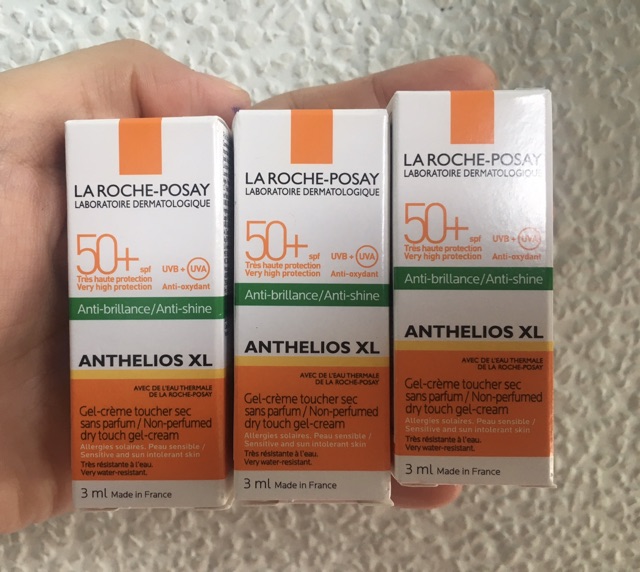 LA ROCHE-POSAY
LABORATOIRE DERMATOLOGIQUE
50+ spf
UVB + UVA
Très haute protection
Very high protection
Anti-oxydant
Anti-brillance/Anti-shine
ANTHELIOS XL
Gel-crème toucher sec
sans parfum / Non-perfumed
dry touch gel-cream
Allergies solaires, Peau sensible /
Sensitive and sun intolerant skin
Très résistante à l'eau.
Very water-resistant.
3 ml Made in France
LA ROCHE-POSAY
LABORATOIRE DERMATOLOGIQUE
50+ spf
UVB + UVA
Très haute protection
Very high protection
Anti-oxydant
Anti-brillance/Anti-shine
ANTHELIOS XL
AVEC DE L'EAU THERMALE
DE LA ROCHE-POSAY
Gel-crème toucher sec
sans parfum / Non-perfumed
dry touch gel-cream
Allergies solaires, Peau sensible /
Sensitive and sun intolerant skin
Très résistante à l'eau.
Very water-resistant.
3 ml Made in France
LA ROCHE-POSAY
LABORATOIRE DERMATOLOGIQUE
50+ spf
UVB + UVA
Très haute protection
Very high protection
Anti-oxydant
Anti-brillance/Anti-shine
ANTHELIOS XL
AVEC DE L'EAU THERMALE
DE LA ROCHE-POSAY
Gel-crème toucher sec
sans parfum / Non-perfumed
dry touch gel-cream
Allergies solaires, Peau sensible /
Sensitive and sun intolerant skin
Très résistante à l'eau.
Very water-resistant.
3 ml Made in France